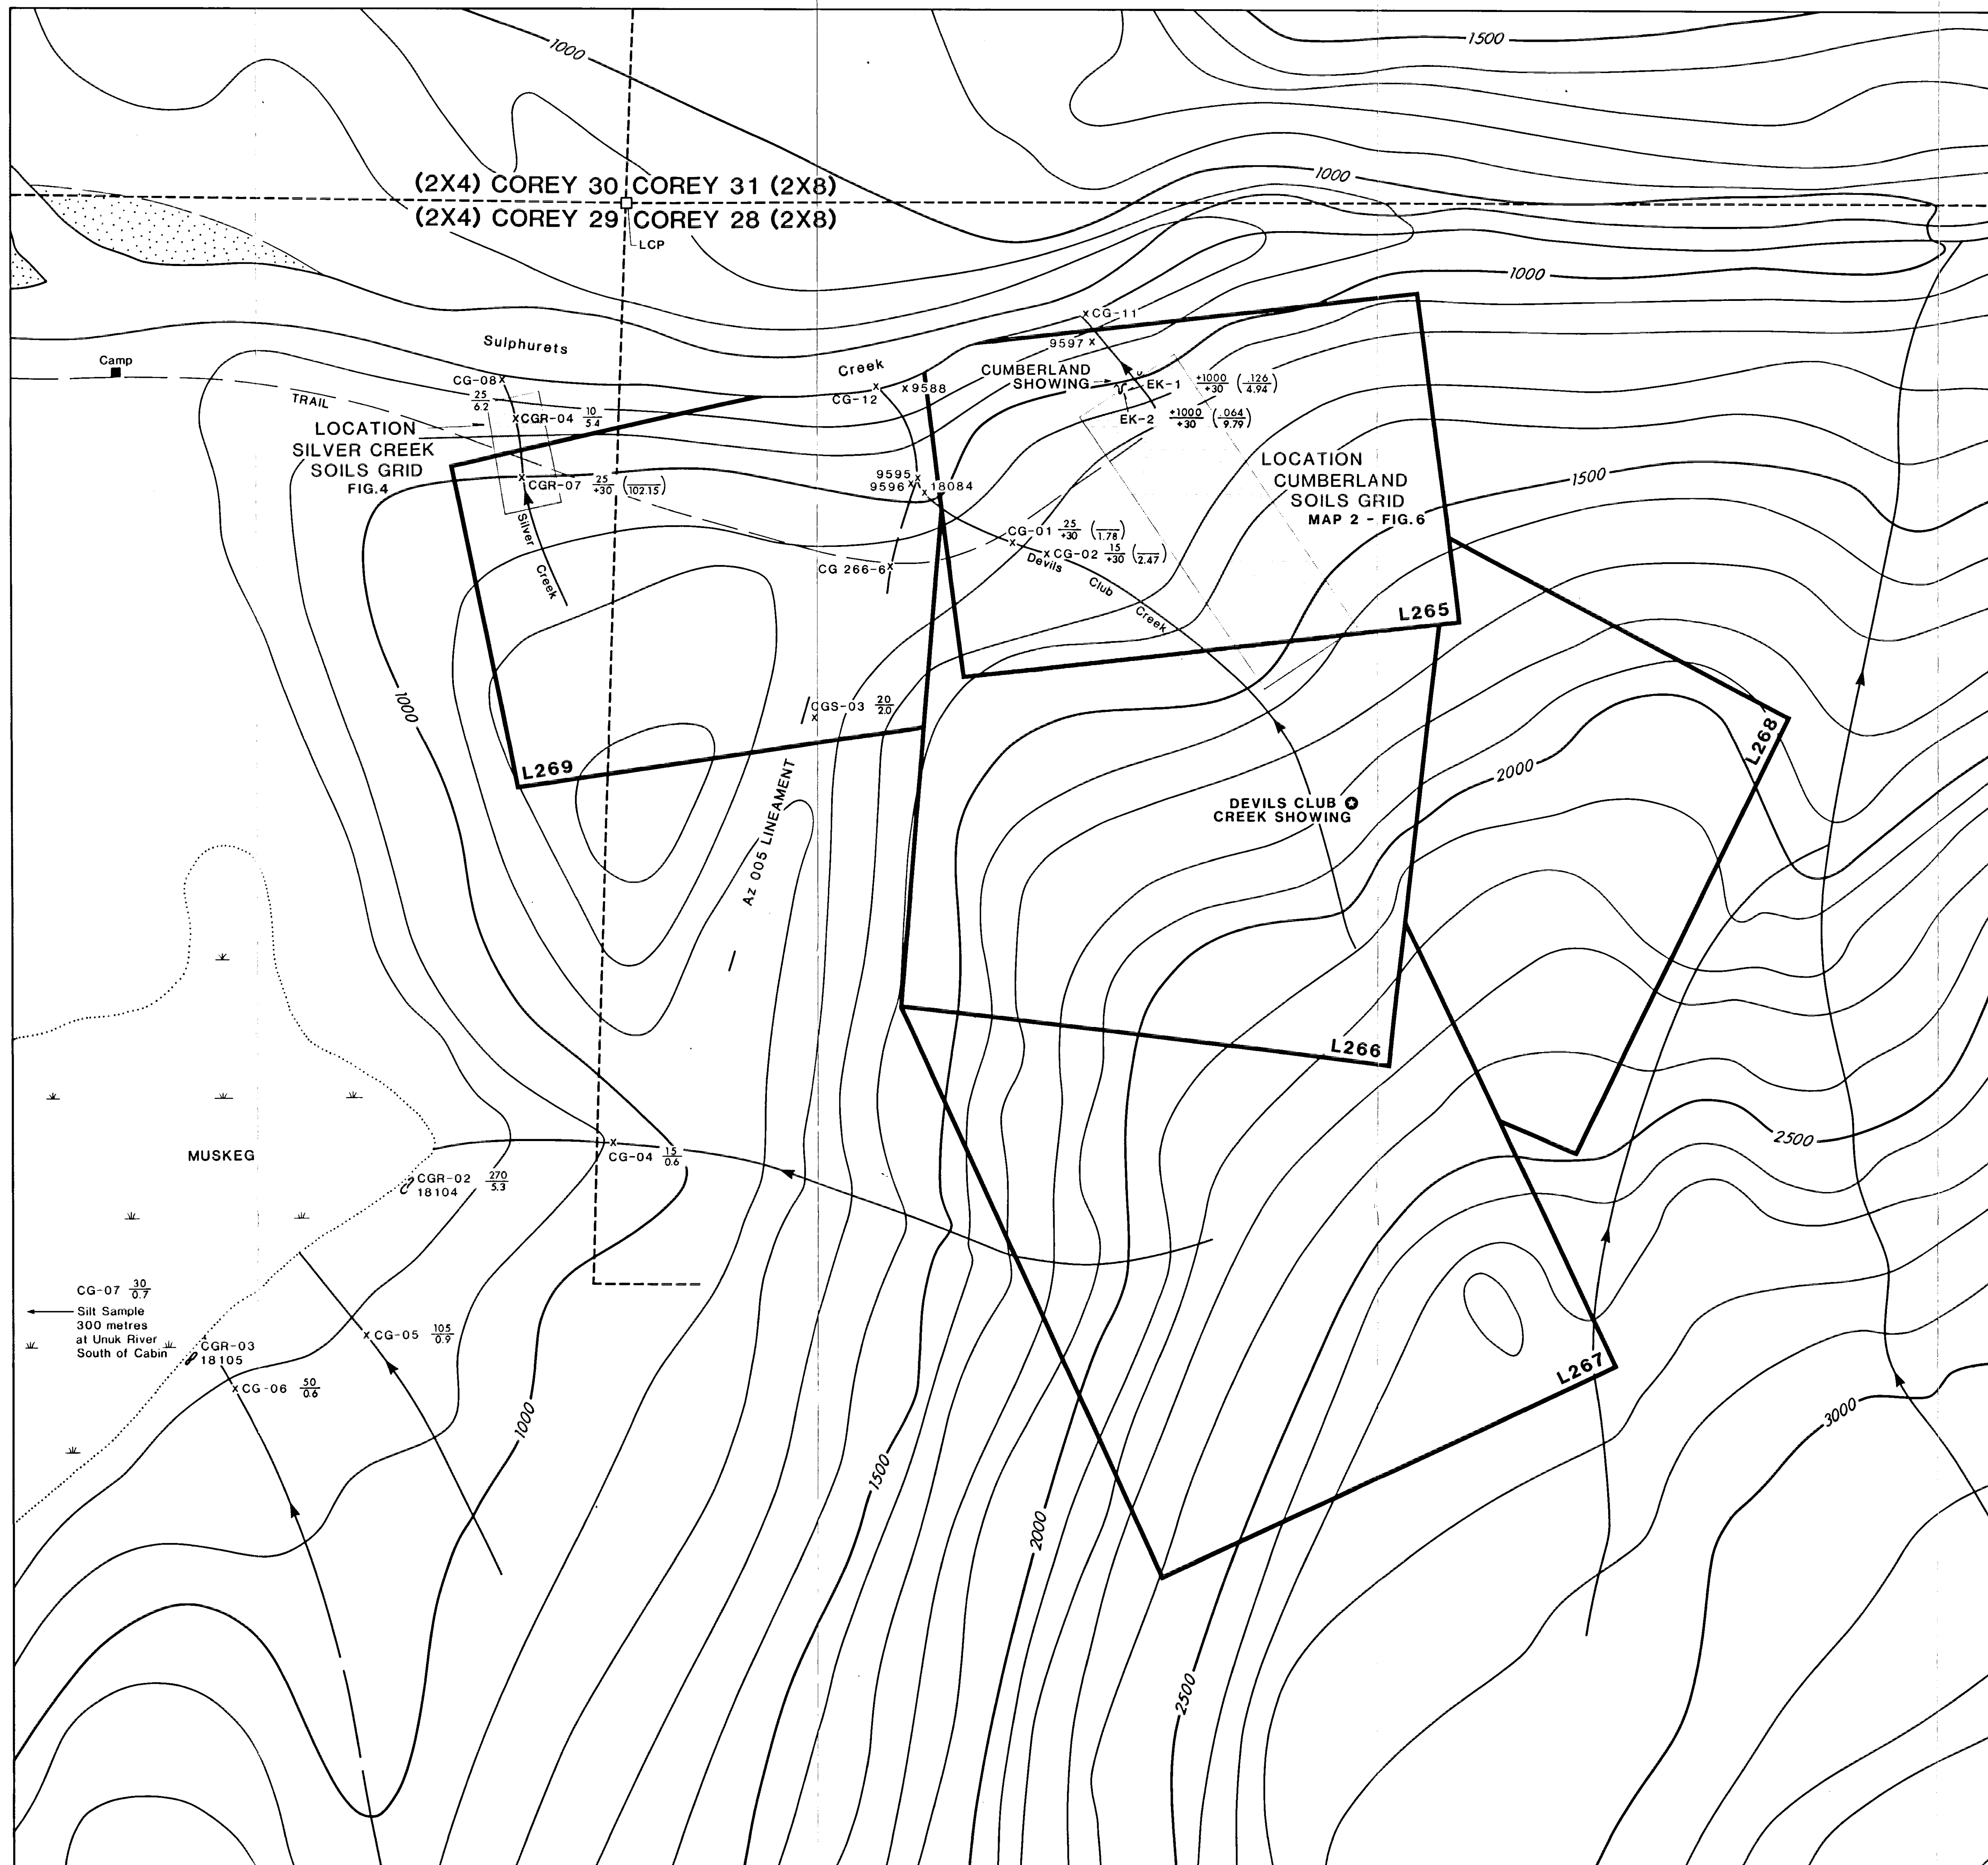 1500
1000
(2X4) COREY 30 COREY 31 (2X8)
(2X4) COREY 29 COREY 28 (2X8)
LCP
1000
1000
Sulphurets
Creek
Camp
TRAIL
CG-11
9597
CUMBERLAND
SHOWING
EK-1 +1000/+30 (.126/4.94)
EK-2 +1000/+30 (.064/9.79)
CG-08
25/6.2
CGR-04 10/5.4
CG-12
9588
LOCATION
SILVER CREEK
SOILS GRID
FIG.4
CGR-07 25/+30 (102.15)
Silver
Creek
9595
9596
18084
LOCATION
CUMBERLAND
SOILS GRID
MAP 2 - FIG.6
1500
CG-01 25/+30 (1.78)
CG-02 15/+30 (2.47)
CG 266-6
Devils
Club
Creek
L265
1000
CGS-03 20/2.0
L269
L268
2000
AZ 005 LINEAMENT
DEVILS CLUB
CREEK SHOWING
L266
MUSKEG
CG-04 15/0.6
2500
CGR-02 270/5.3
18104
CG-07 30/0.7
Silt Sample
300 metres
at Unuk River
South of Cabin
CGR-03
18105
CG-05 105/0.9
CG-06 50/0.6
L267
1000
1500
2000
3000
2500